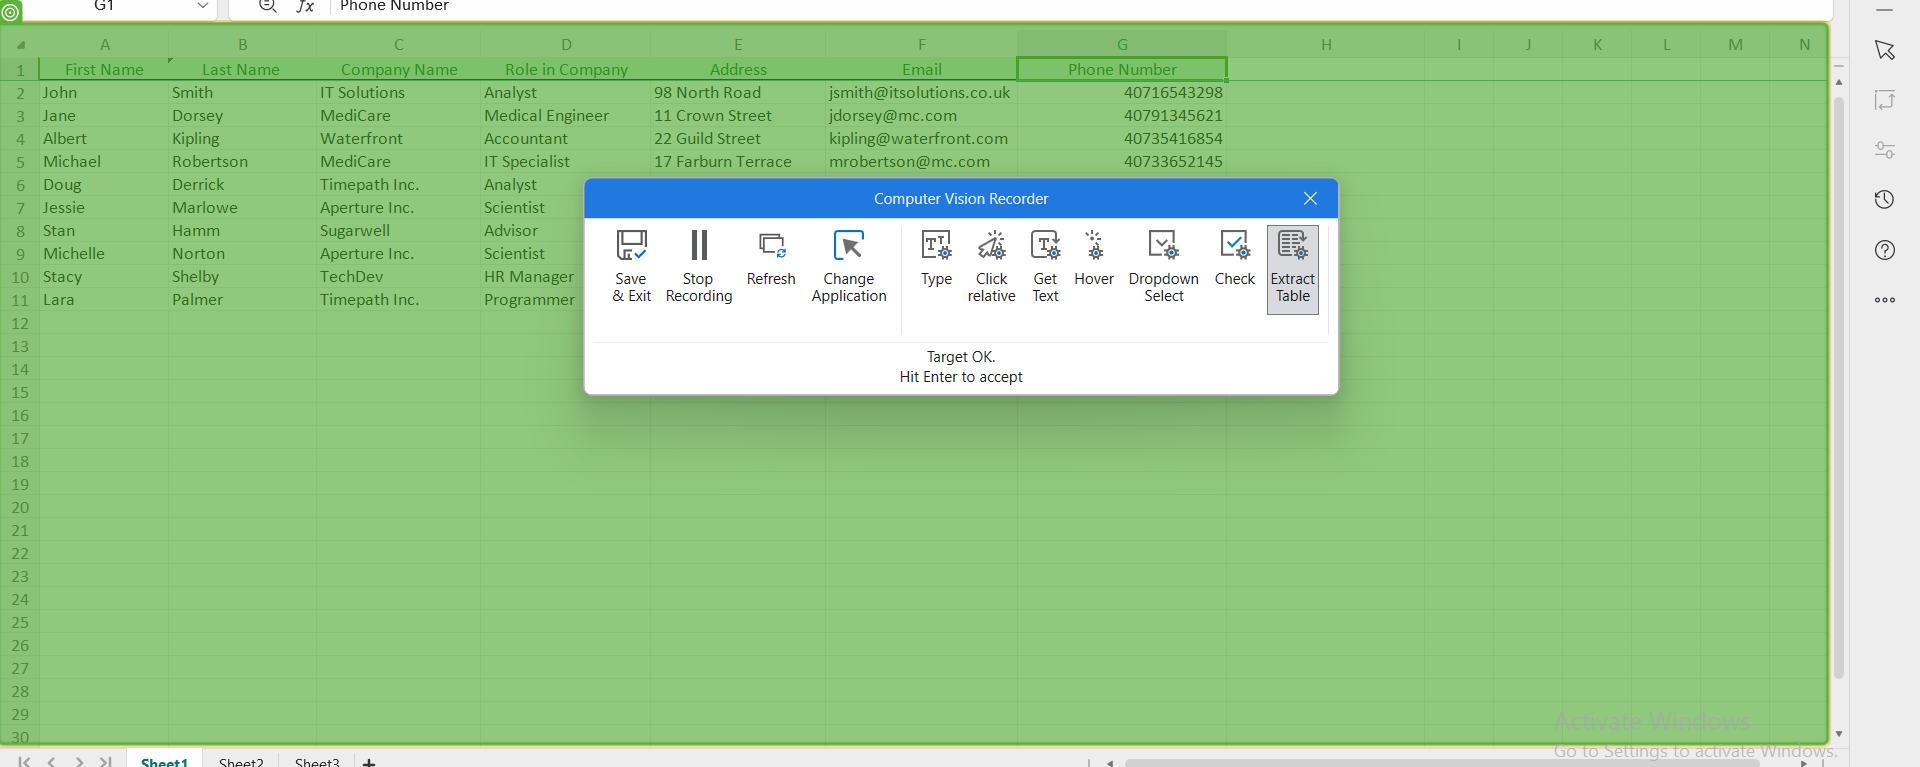 G1 fx Phone Number
A B C D E F G H I J K L M N
1 First Name Last Name Company Name Role in Company Address Email Phone Number
2 John Smith IT Solutions Analyst 98 North Road jsmith@itsolutions.co.uk 40716543298
3 Jane Dorsey MediCare Medical Engineer 11 Crown Street jdorsey@mc.com 40791345621
4 Albert Kipling Waterfront Accountant 22 Guild Street kipling@waterfront.com 40735416854
5 Michael Robertson MediCare IT Specialist 17 Farburn Terrace mrobertson@mc.com 40733652145
6 Doug Derrick Timepath Inc. Analyst
7 Jessie Marlowe Aperture Inc. Scientist
8 Stan Hamm Sugarwell Advisor
9 Michelle Norton Aperture Inc. Scientist
10 Stacy Shelby TechDev HR Manager
11 Lara Palmer Timepath Inc. Programmer
12
13
14
15
16
17
18
19
20
21
22
23
24
25
26
27
28
29
30
Computer Vision Recorder
Save Stop Refresh Change Type Click Get Hover Dropdown Check Extract
& Exit Recording Application relative Text Select Table
Target OK.
Hit Enter to accept
Activate Windows
Go to Settings to activate Windows.
Sheet1 Sheet2 Sheet3 +